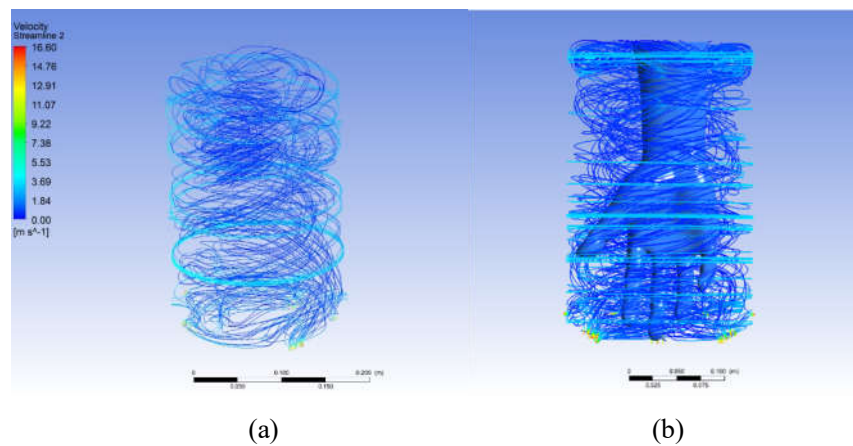 Velocity
Streamline 2
16.60
14.76
12.91
11.07
9.22
7.38
5.53
3.69
1.84
0.00
[m s^-1]
0 0.100 0.200 (m)
0.050 0.150
0 0.050 0.100 (m)
0.025 0.075
(a) (b)